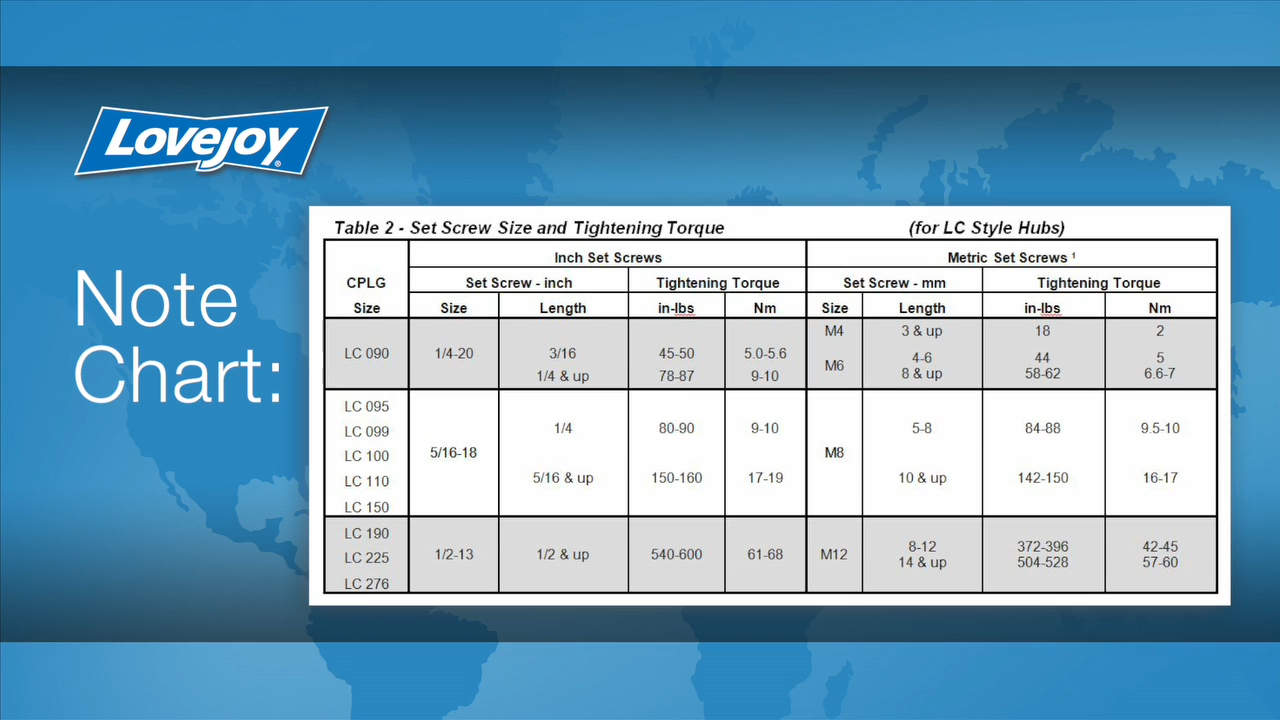 Lovejoy®
Note
Chart:
Table 2 - Set Screw Size and Tightening Torque (for LC Style Hubs)
Inch Set Screws Metric Set Screws 1
CPLG Set Screw - inch Tightening Torque Set Screw - mm Tightening Torque
Size Size Length in-lbs Nm Size Length in-lbs Nm
M4 3 & up 18 2
LC 090 1/4-20 3/16 45-50 5.0-5.6 M6 4-6 44 5
1/4 & up 78-87 9-10 8 & up 58-62 6.6-7
LC 095
LC 099 1/4 80-90 9-10 5-8 84-88 9.5-10
LC 100 5/16-18 M8
LC 110 5/16 & up 150-160 17-19 10 & up 142-150 16-17
LC 150
LC 190
LC 225 1/2-13 1/2 & up 540-600 61-68 M12 8-12 372-396 42-45
14 & up 504-528 57-60
LC 276